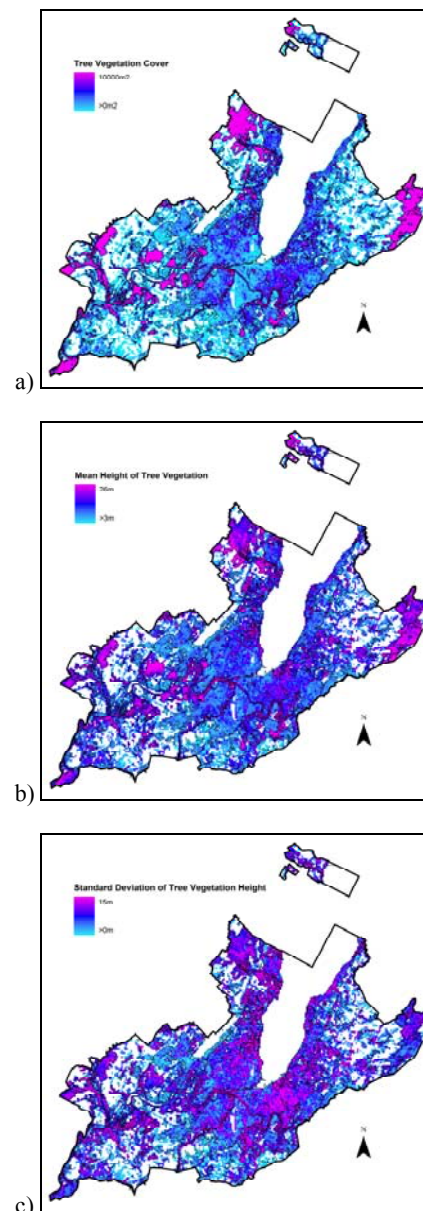 Tree Vegetation Cover
10000m2
>0m2
N
a)
Mean Height of Tree Vegetation
>3m
N
b)
Standard Deviation of Tree Vegetation Height
15m
>0m
N
c)